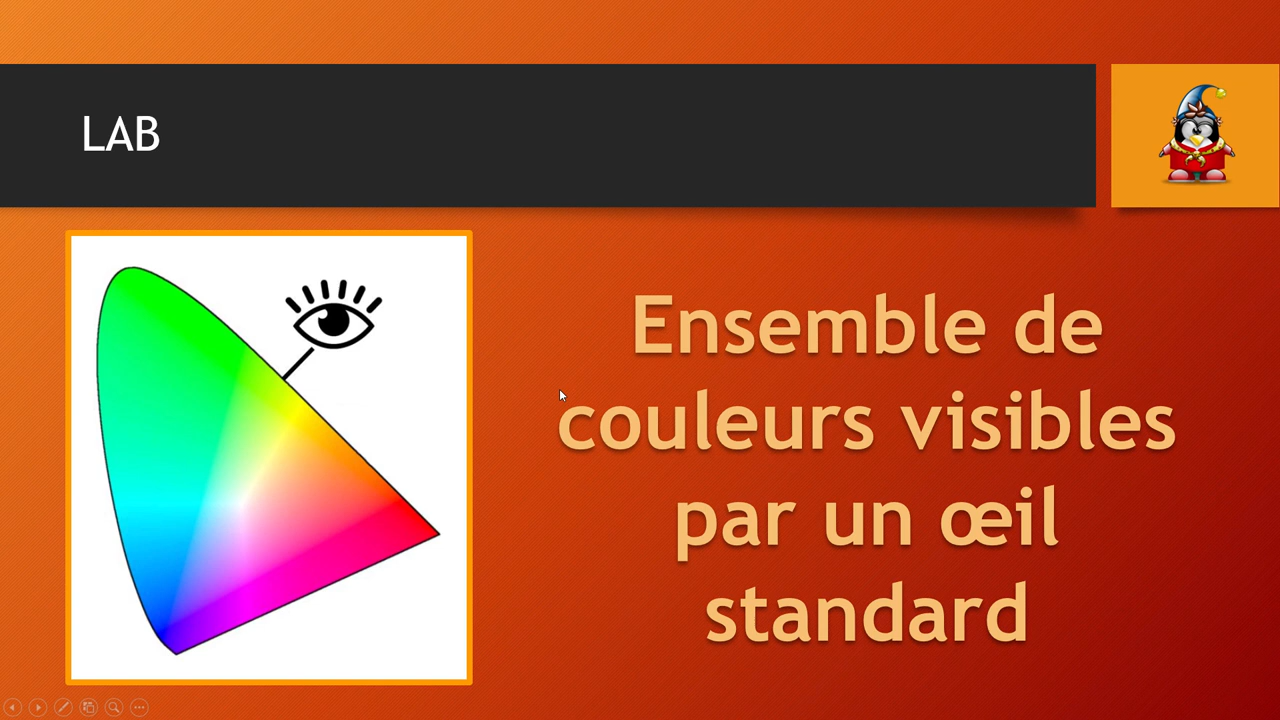 LAB
Ensemble de
couleurs visibles
par un œil
standard